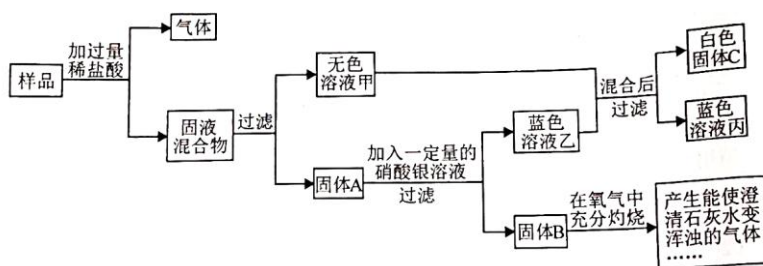 样品
加过量
稀盐酸
气体
固液
混合物
过滤
无色
溶液甲
固体A
加入一定量的
硝酸银溶液
过滤
蓝色
溶液乙
固体B
混合后
过滤
白色
固体C
蓝色
溶液丙
在氧气中
充分灼烧
产生能使澄
清石灰水变
浑浊的气体
……